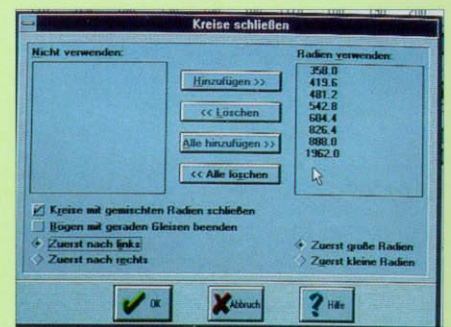 Kreise schließen
Nicht verwenden:
Radien verwenden:
358.0
419.6
481.2
542.8
604.4
826.4
888.0
1962.0
Hinzufügen >>
<< Löschen
Alle hinzufügen >>
<< Alle löschen
Kreise mit gemischten Radien schließen
Bögen mit geraden Gleisen beenden
Zuerst nach links
Zuerst nach rechts
Zuerst große Radien
Zuerst kleine Radien
OK
Abbruch
Hilfe